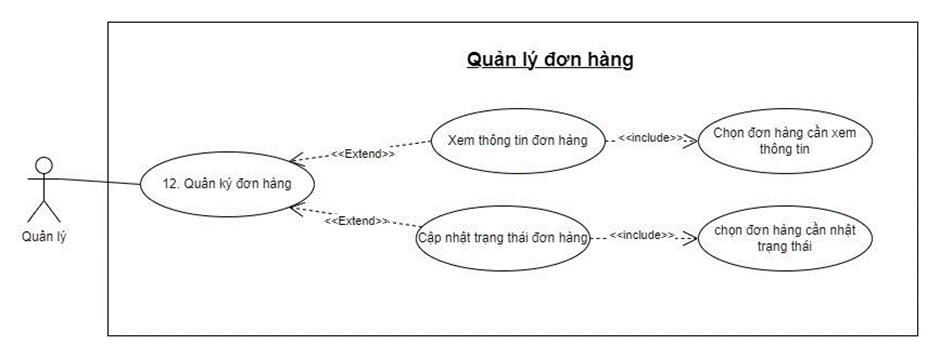 Quản lý đơn hàng
Xem thông tin đơn hàng
<<include>>
Chọn đơn hàng cần xem
thông tin
<<Extend>>
12. Quản ký đơn hàng
Quản lý
<<Extend>>
Cập nhật trạng thái đơn hàng
<<include>>
chọn đơn hàng cần nhật
trạng thái